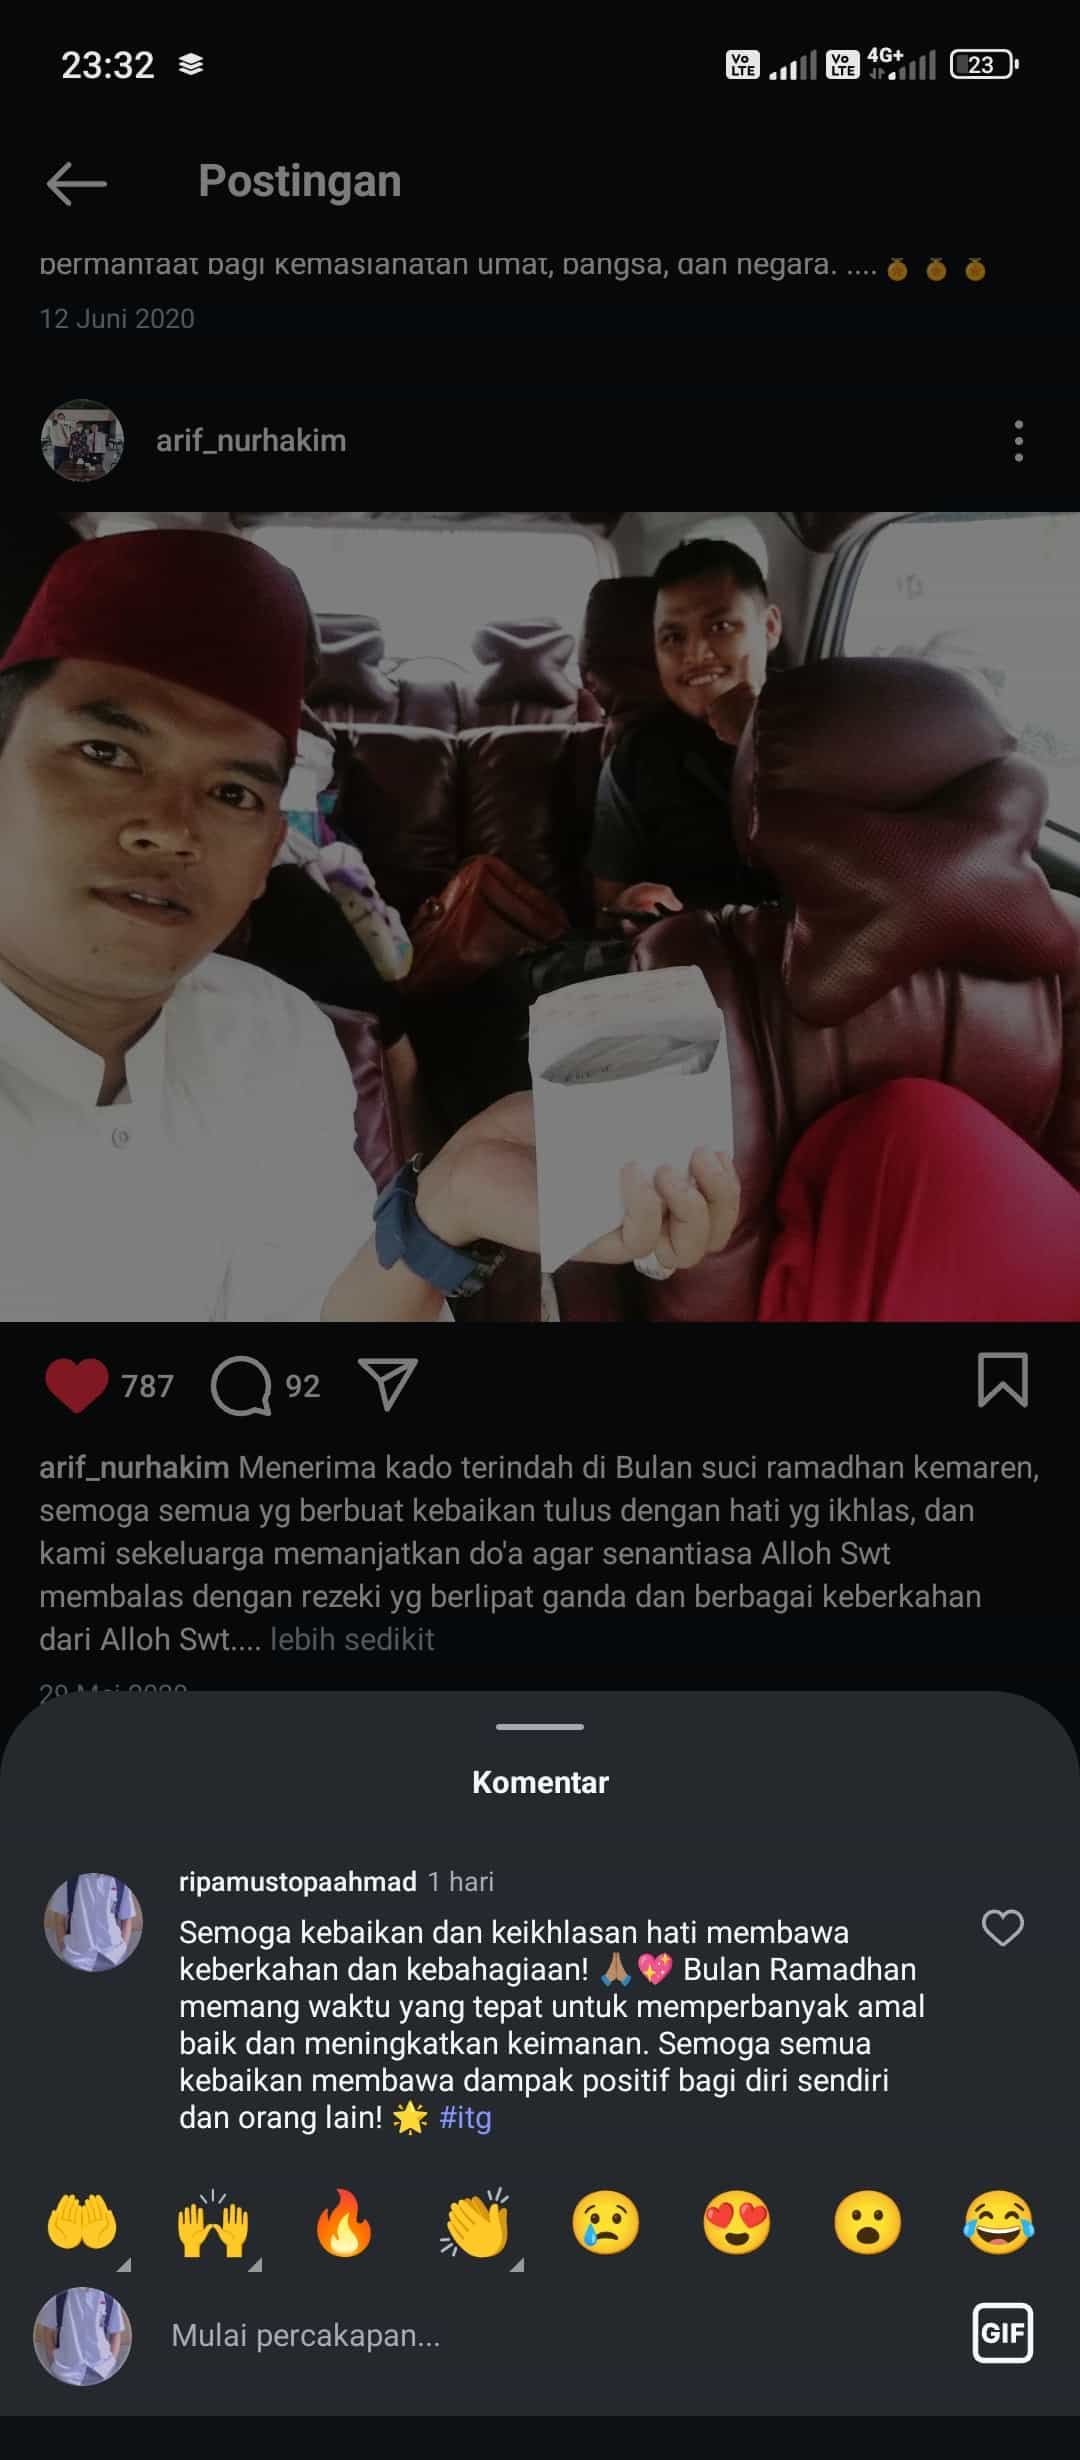 23:32
Vo
LTE
Vo
LTE
4G+
23
Postingan
bermanfaat bagi kemaslahatan umat, bangsa, dan negara. ....🏅 🏅 🏅
12 Juni 2020
arif_nurhakim
787
92
arif_nurhakim Menerima kado terindah di Bulan suci ramadhan kemaren,
semoga semua yg berbuat kebaikan tulus dengan hati yg ikhlas, dan
kami sekeluarga memanjatkan do'a agar senantiasa Alloh Swt
membalas dengan rezeki yg berlipat ganda dan berbagai keberkahan
dari Alloh Swt.... lebih sedikit
29 Mei 2020
Komentar
ripamustopaahmad 1 hari
Semoga kebaikan dan keikhlasan hati membawa
keberkahan dan kebahagiaan! 🙏🏽💖 Bulan Ramadhan
memang waktu yang tepat untuk memperbanyak amal
baik dan meningkatkan keimanan. Semoga semua
kebaikan membawa dampak positif bagi diri sendiri
dan orang lain! 🌟 #itg
🤲 🙌 🔥 👏 😢 😍 😮 😂
Mulai percakapan...
GIF